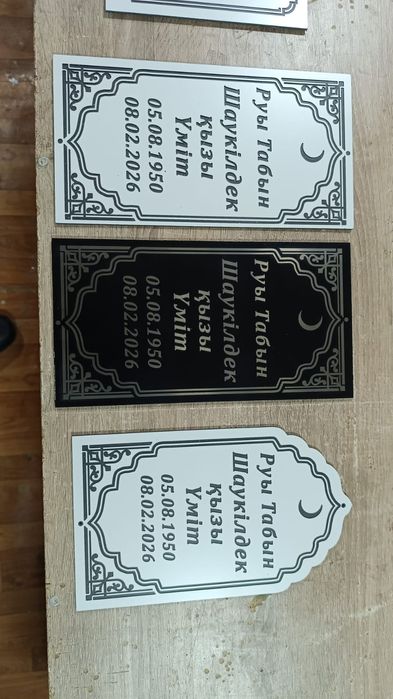 Руы Табын
Шаукілдек
қызы
Үміт
05.08.1950
08.02.2026
Руы Табын
Шаукілдек
қызы
Үміт
05.08.1950
08.02.2026
Руы Табын
Шаукілдек
қызы
Үміт
05.08.1950
08.02.2026